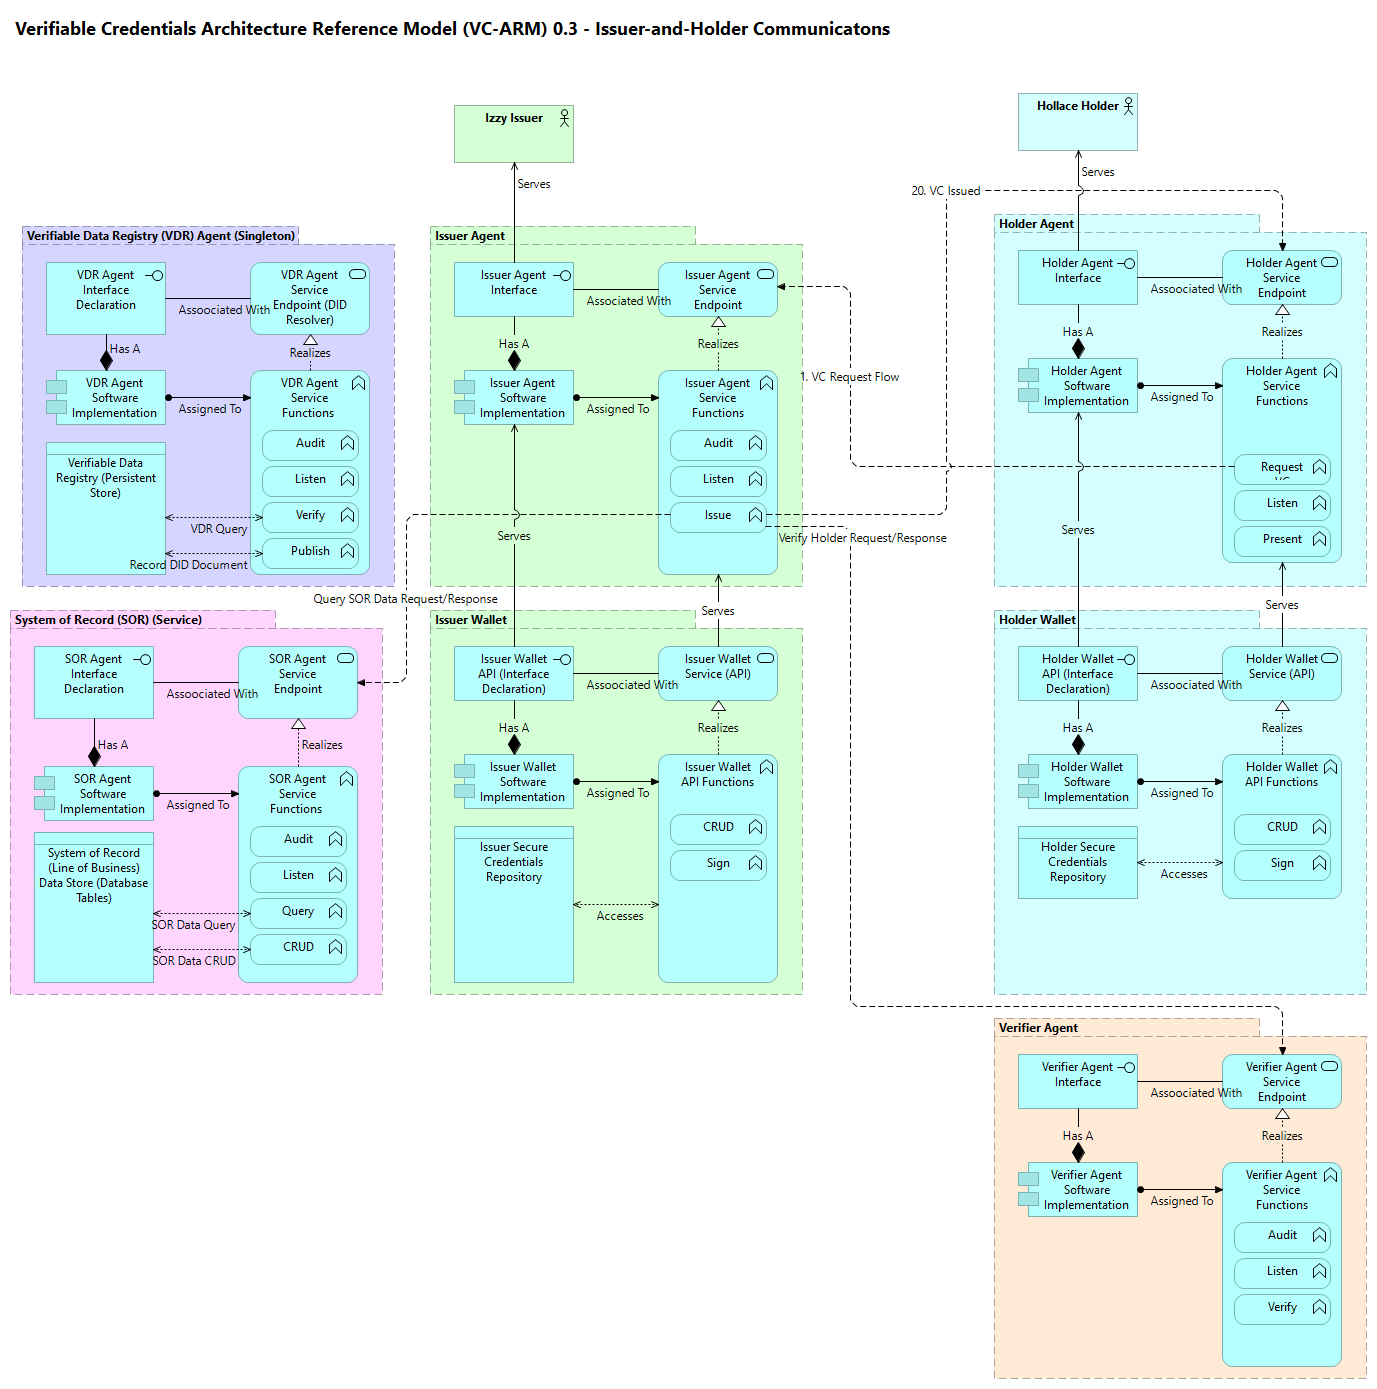 Verifiable Credentials Architecture Reference Model (VC-ARM) 0.3 - Issuer-and-Holder Communicatons
Izzy Issuer
Serves
Hollace Holder
Serves
20. VC Issued
Verifiable Data Registry (VDR) Agent (Singleton)
VDR Agent
Interface
Declaration
VDR Agent
Service
Endpoint (DID
Resolver)
Assoociated With
Has A
Realizes
VDR Agent
Software
Implementation
Assigned To
VDR Agent
Service
Functions
Audit
Listen
Verify
Publish
Verifiable Data
Registry (Persistent
Store)
VDR Query
Record DID Document
Issuer Agent
Issuer Agent
Interface
Issuer Agent
Service
Endpoint
Assoociated With
Has A
Realizes
Issuer Agent
Software
Implementation
Assigned To
Issuer Agent
Service
Functions
Audit
Listen
Issue
Serves
1. VC Request Flow
Verify Holder Request/Response
Query SOR Data Request/Response
Holder Agent
Holder Agent
Interface
Holder Agent
Service
Endpoint
Assoociated With
Has A
Realizes
Holder Agent
Software
Implementation
Assigned To
Holder Agent
Service
Functions
Request
Listen
Present
Serves
System of Record (SOR) (Service)
SOR Agent
Interface
Declaration
SOR Agent
Service
Endpoint
Assoociated With
Has A
Realizes
SOR Agent
Software
Implementation
Assigned To
SOR Agent
Service
Functions
Audit
Listen
Query
CRUD
System of Record
(Line of Business)
Data Store (Database
Tables)
SOR Data Query
SOR Data CRUD
Serves
Issuer Wallet
Issuer Wallet
API (Interface
Declaration)
Issuer Wallet
Service (API)
Assoociated With
Has A
Realizes
Issuer Wallet
Software
Implementation
Assigned To
Issuer Wallet
API Functions
CRUD
Sign
Issuer Secure
Credentials
Repository
Accesses
Serves
Holder Wallet
Holder Wallet
API (Interface
Declaration)
Holder Wallet
Service (API)
Assoociated With
Has A
Realizes
Holder Wallet
Software
Implementation
Assigned To
Holder Wallet
API Functions
CRUD
Sign
Holder Secure
Credentials
Repository
Accesses
Verifier Agent
Verifier Agent
Interface
Verifier Agent
Service
Endpoint
Assoociated With
Has A
Realizes
Verifier Agent
Software
Implementation
Assigned To
Verifier Agent
Service
Functions
Audit
Listen
Verify